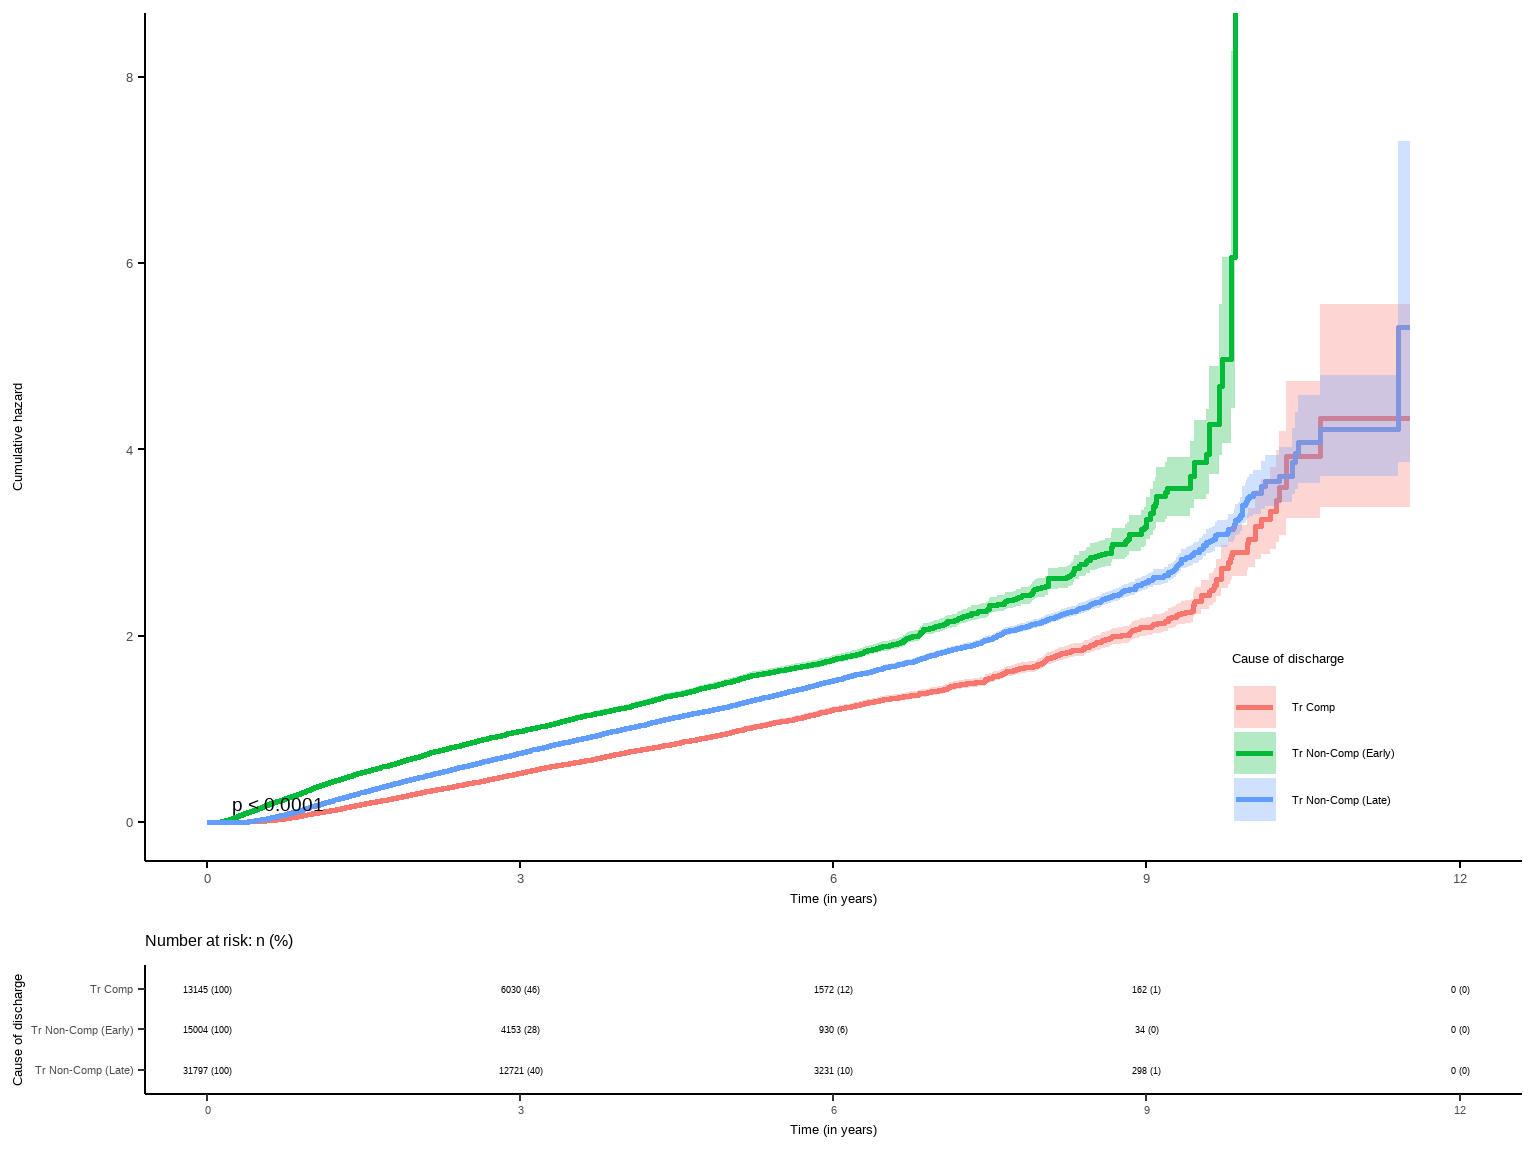 8
6
4
2
0
Cumulative hazard
p < 0.0001
Cause of discharge
Tr Comp
Tr Non-Comp (Early)
Tr Non-Comp (Late)
0 3 6 9 12
Time (in years)
Number at risk: n (%)
Cause of discharge
Tr Comp 13145 (100) 6030 (46) 1572 (12) 162 (1) 0 (0)
Tr Non-Comp (Early) 15004 (100) 4153 (28) 930 (6) 34 (0) 0 (0)
Tr Non-Comp (Late) 31797 (100) 12721 (40) 3231 (10) 298 (1) 0 (0)
0 3 6 9 12
Time (in years)